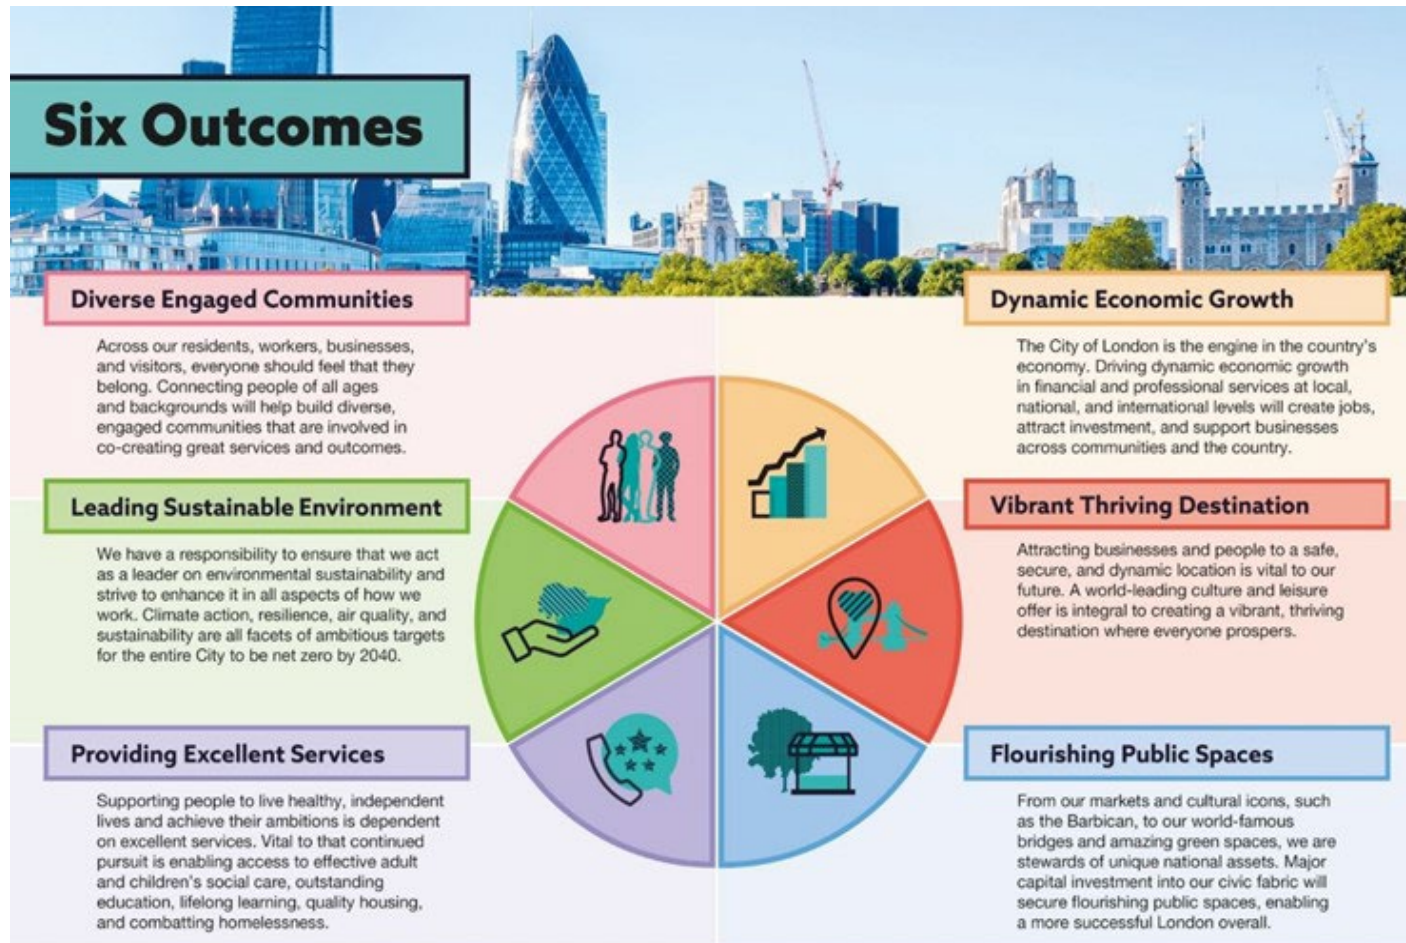 Six Outcomes
Diverse Engaged Communities
Across our residents, workers, businesses,
and visitors, everyone should feel that they
belong. Connecting people of all ages
and backgrounds will help build diverse,
engaged communities that are involved in
co-creating great services and outcomes.
Leading Sustainable Environment
We have a responsibility to ensure that we act
as a leader on environmental sustainability and
strive to enhance it in all aspects of how we
work. Climate action, resilience, air quality, and
sustainability are all facets of ambitious targets
for the entire City to be net zero by 2040.
Providing Excellent Services
Supporting people to live healthy, independent
lives and achieve their ambitions is dependent
on excellent services. Vital to that continued
pursuit is enabling access to effective adult
and children's social care, outstanding
education, lifelong learning, quality housing,
and combatting homelessness.
Dynamic Economic Growth
The City of London is the engine in the country's
economy. Driving dynamic economic growth
in financial and professional services at local,
national, and international levels will create jobs,
attract investment, and support businesses
across communities and the country.
Vibrant Thriving Destination
Attracting businesses and people to a safe,
secure, and dynamic location is vital to our
future. A world-leading culture and leisure
offer is integral to creating a vibrant, thriving
destination where everyone prospers.
Flourishing Public Spaces
From our markets and cultural icons, such
as the Barbican, to our world-famous
bridges and amazing green spaces, we are
stewards of unique national assets. Major
capital investment into our civic fabric will
secure flourishing public spaces, enabling
a more successful London overall.